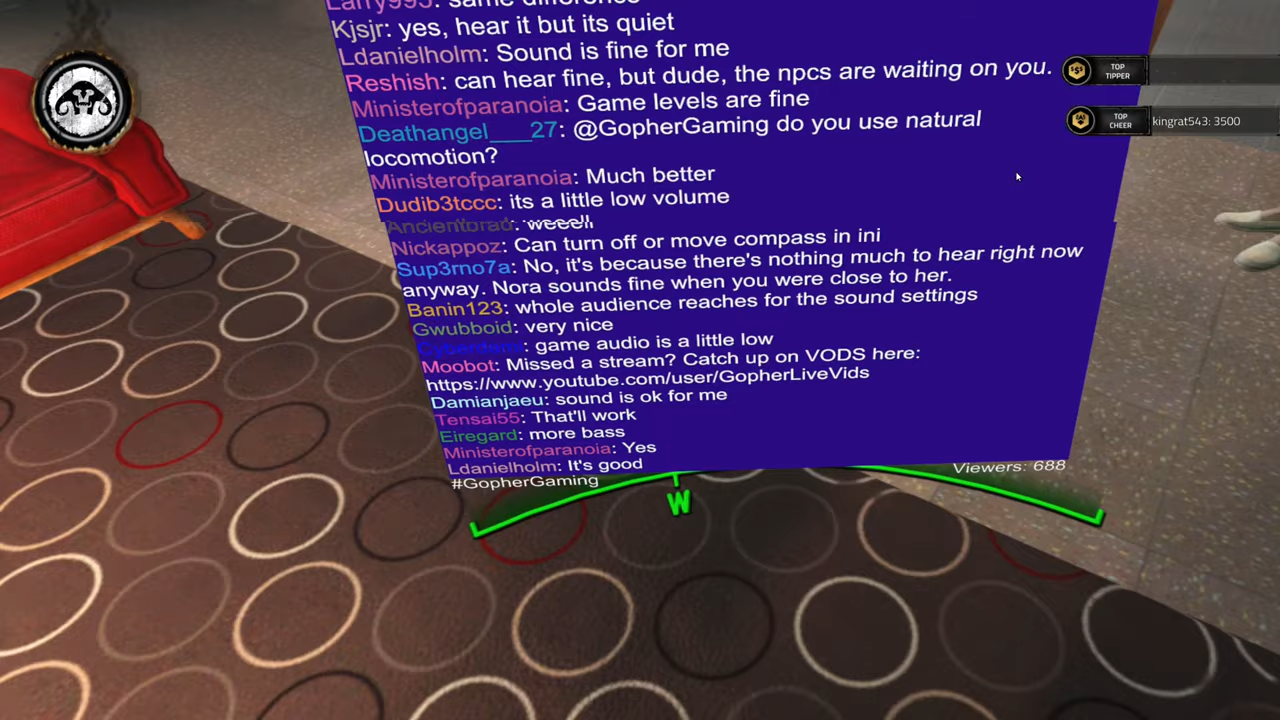 Larry995: same difference
Kjsjr: yes, hear it but its quiet
Ldanielholm: Sound is fine for me
Reshish: can hear fine, but dude, the npcs are waiting on you.
Ministerofparanoia: Game levels are fine
Deathangel___27: @GopherGaming do you use natural
locomotion?
Ministerofparanoia: Much better
Dudib3tccc: its a little low volume
weeell
Nickappoz: Can turn off or move compass in ini
Sup3rno7a: No, it's because there's nothing much to hear right now
anyway. Nora sounds fine when you were close to her.
Banin123: whole audience reaches for the sound settings
Gwubboid: very nice
: game audio is a little low
Moobot: Missed a stream? Catch up on VODS here:
https://www.youtube.com/user/GopherLiveVids
Damianjaeu: sound is ok for me
Tensai55: That'll work
Eiregard: more bass
Ministerofparanoia: Yes
Ldanielholm: It's good
#GopherGaming
Viewers: 688
W
TOP
TIPPER
TOP
CHEER
kingrat543: 3500